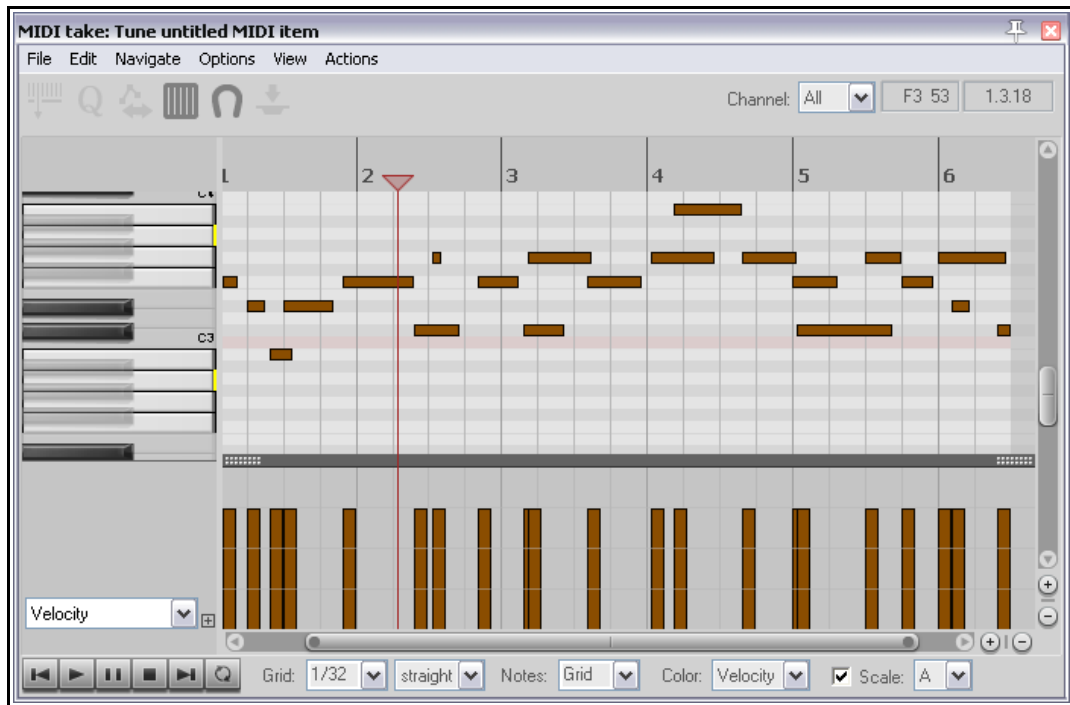 MIDI take: Tune untitled MIDI item
File Edit Navigate Options View Actions
Q
Channel: All F3 53 1.3.18
2 3 4 5 6
C3
Velocity
Grid: 1/32 straight Notes: Grid Color: Velocity Scale: A